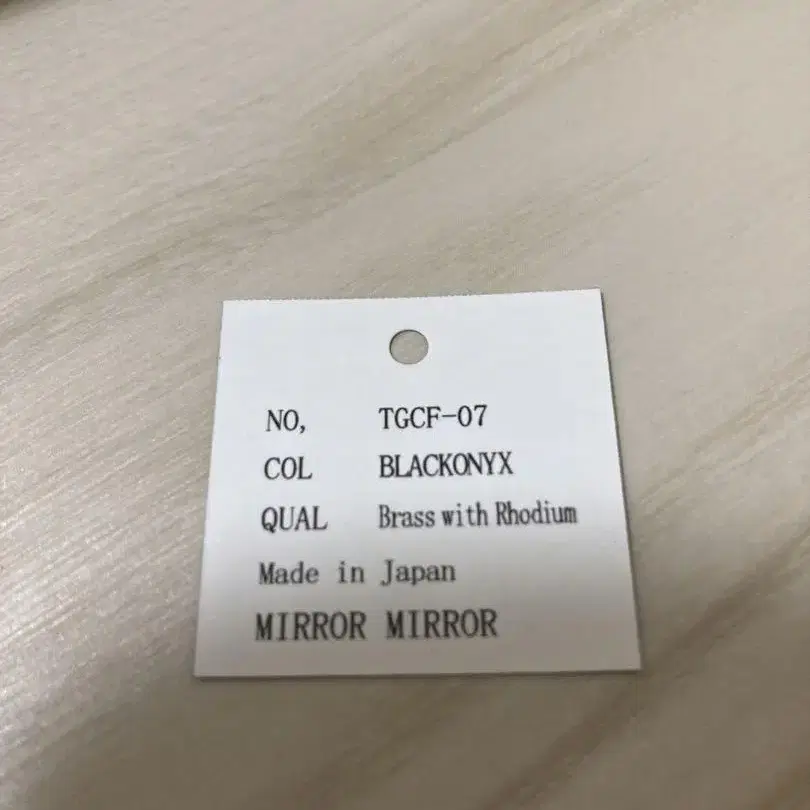 NO, TGCF-07
COL BLACKONYX
QUAL Brass with Rhodium
Made in Japan
MIRROR MIRROR